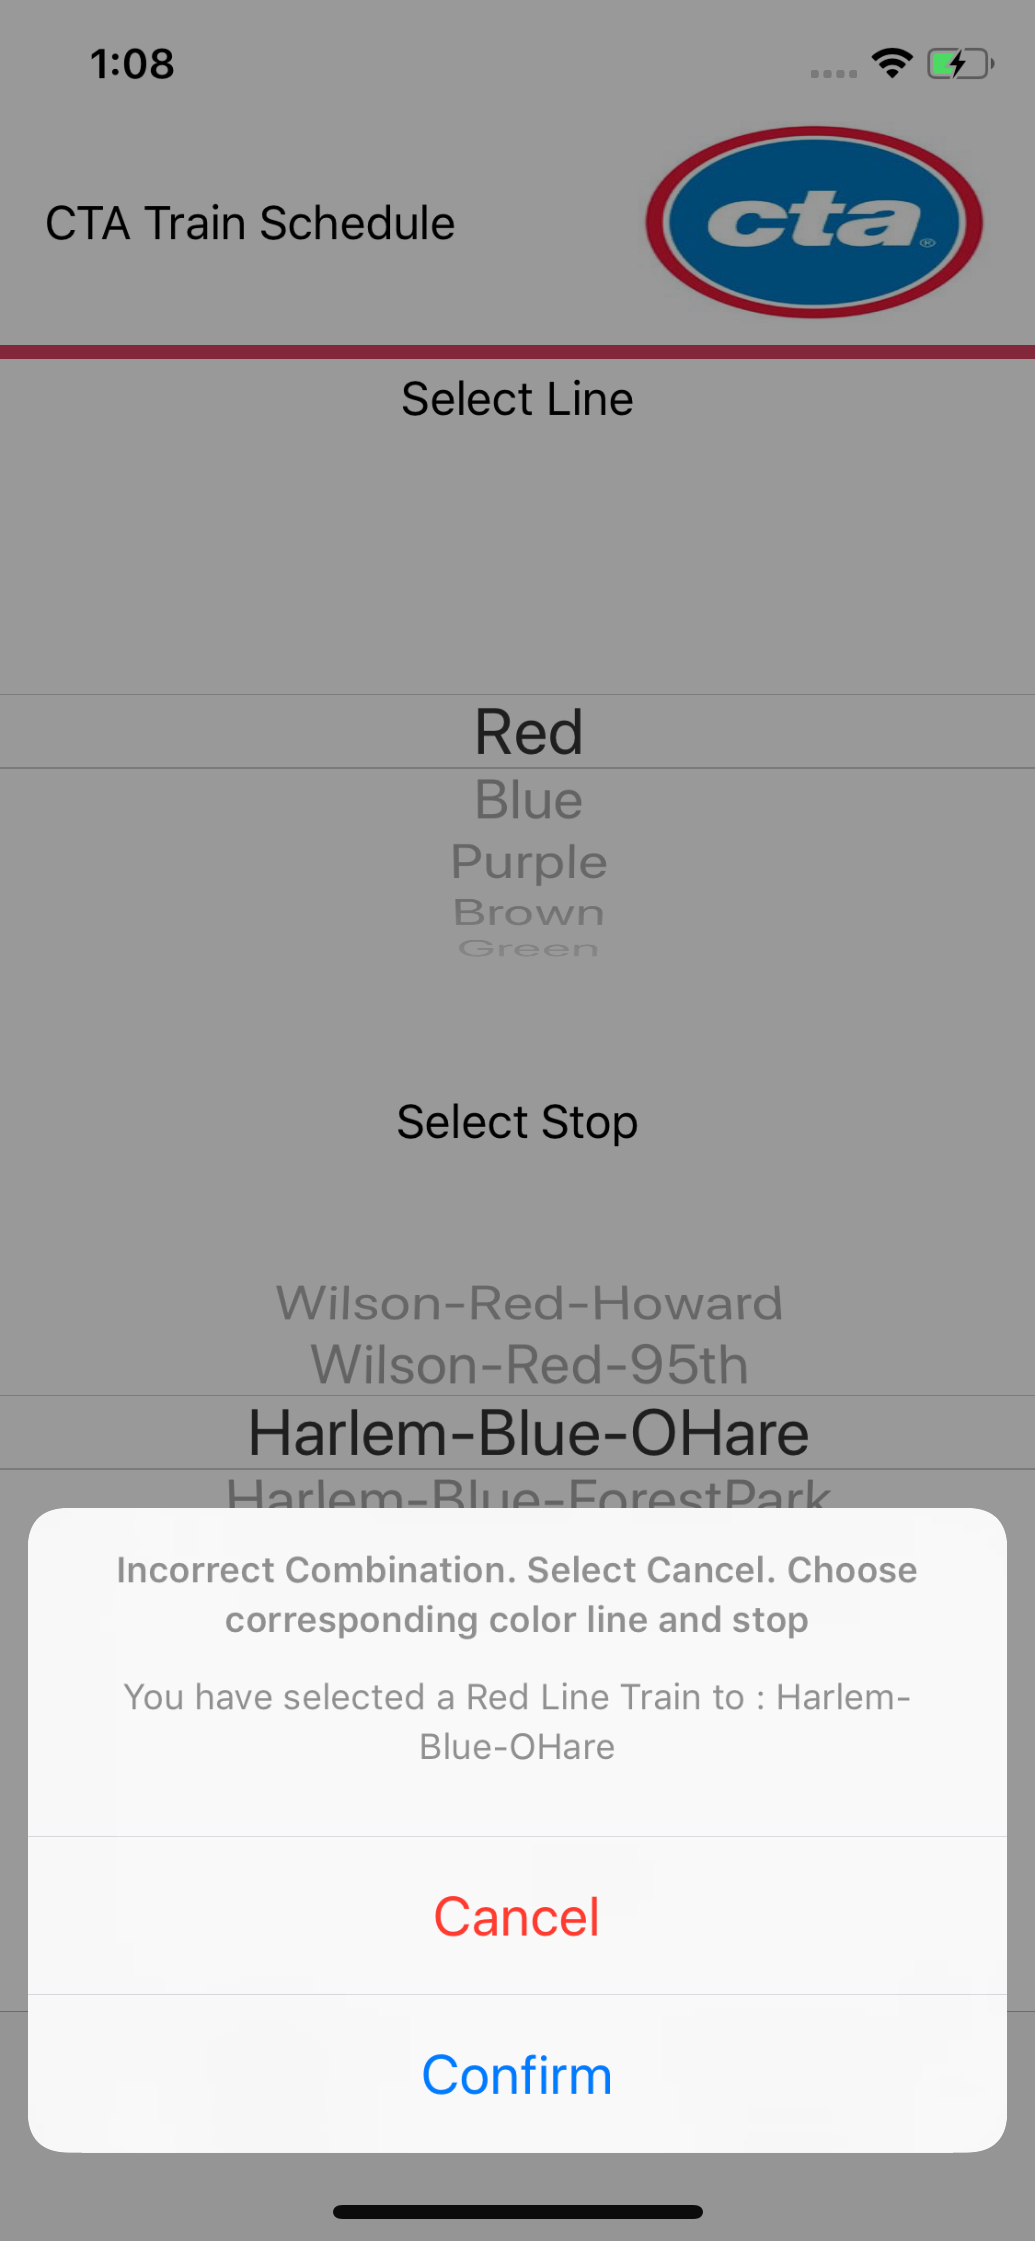 1:08
CTA Train Schedule
cta®
Select Line
Red
Blue
Purple
Brown
Green
Select Stop
Wilson-Red-Howard
Wilson-Red-95th
Harlem-Blue-OHare
Harlem-Blue-ForestPark
Incorrect Combination. Select Cancel. Choose
corresponding color line and stop
You have selected a Red Line Train to : Harlem-
Blue-OHare
Cancel
Confirm